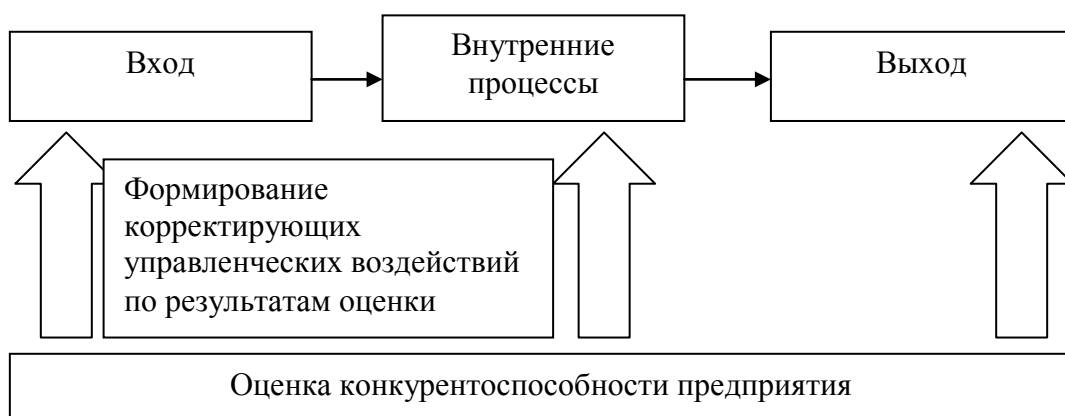 Вход
Внутренние
процессы
Выход
Формирование
корректирующих
управленческих воздействий
по результатам оценки
Оценка конкурентоспособности предприятия